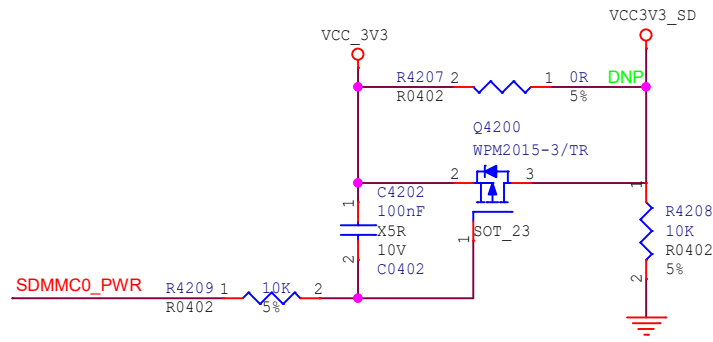 VCC3V3_SD
VCC_3V3
R4207 2 1 0R DNP
R0402 5%
Q4200
WPM2015-3/TR
2 3
1 C4202
100nF
X5R
10V
2 C0402
1 SOT_23
1 R4208
10K
R0402
2 5%
SDMMC0_PWR R4209 1 10K 2
R0402 5%